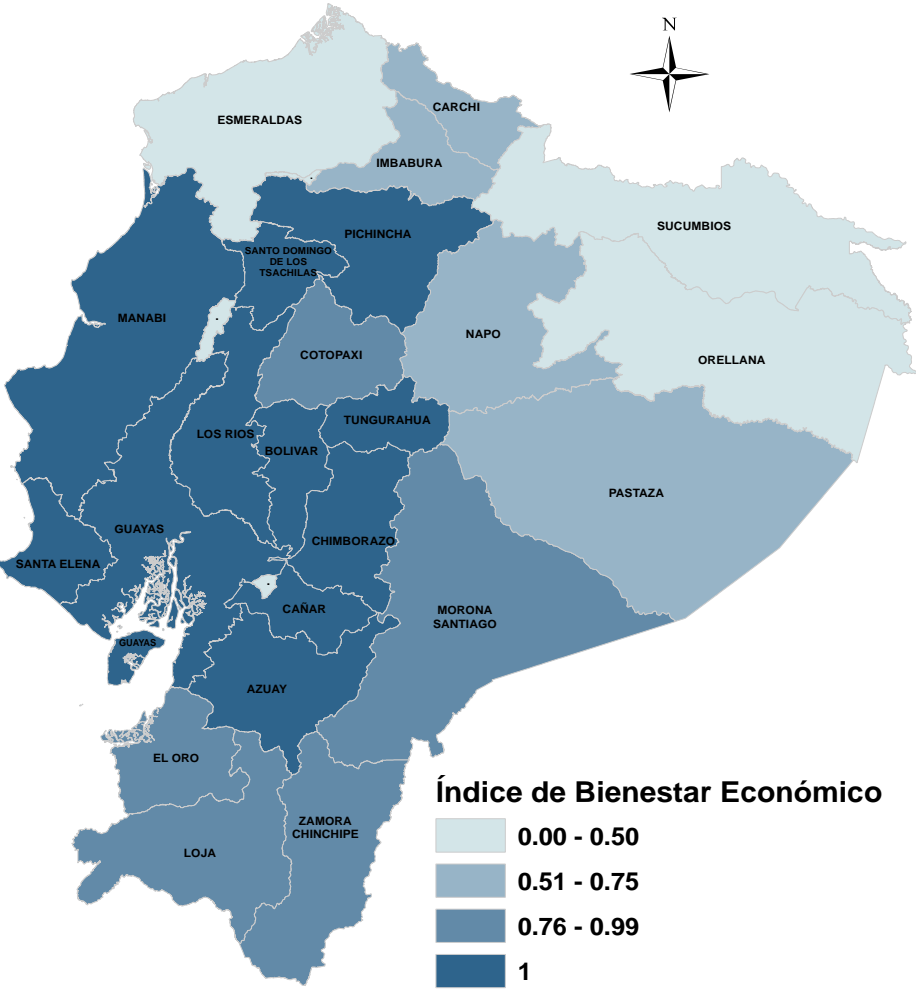 N
CARCHI
ESMERALDAS
IMBABURA
SUCUMBIOS
PICHINCHA
SANTO DOMINGO
DE LOS
TSACHILAS
MANABI
NAPO
COTOPAXI
ORELLANA
TUNGURAHUA
LOS RIOS
BOLIVAR
PASTAZA
GUAYAS
CHIMBORAZO
SANTA ELENA
CAÑAR
MORONA
SANTIAGO
GUAYAS
AZUAY
EL ORO
ZAMORA
CHINCHIPE
LOJA
Índice de Bienestar Económico
0.00 - 0.50
0.51 - 0.75
0.76 - 0.99
1